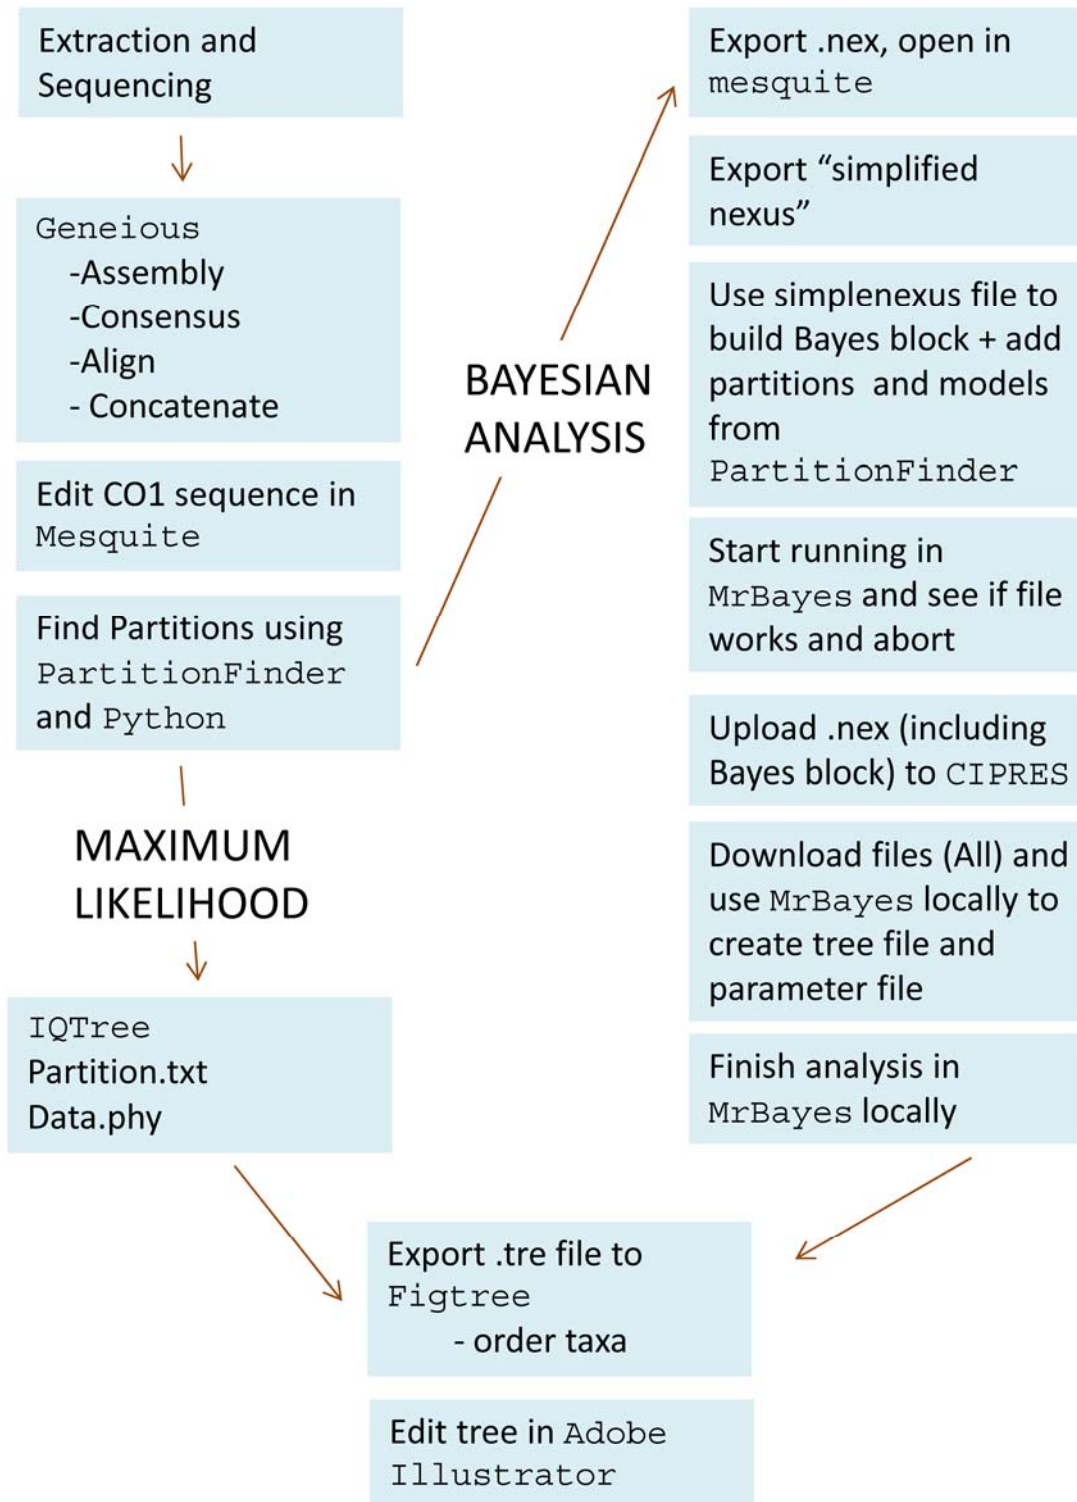 Extraction and
Sequencing
Geneious
-Assembly
-Consensus
-Align
- Concatenate
Edit CO1 sequence in
Mesquite
Find Partitions using
PartitionFinder
and Python
MAXIMUM
LIKELIHOOD
IQTree
Partition.txt
Data.phy
BAYESIAN
ANALYSIS
Export .nex, open in
mesquite
Export “simplified
nexus”
Use simplenexus file to
build Bayes block + add
partitions and models
from
PartitionFinder
Start running in
MrBayes and see if file
works and abort
Upload .nex (including
Bayes block) to CIPRES
Download files (All) and
use MrBayes locally to
create tree file and
parameter file
Finish analysis in
MrBayes locally
Export .tre file to
Figtree
- order taxa
Edit tree in Adobe
Illustrator